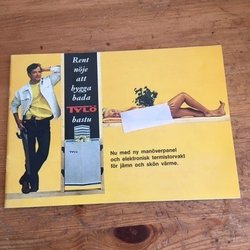 Rent
nöje
att
bygga
bada
TYLÖ
bastu
Nu med ny manöverpanel
och elektronisk termistorvakt
för jämn och skön värme.